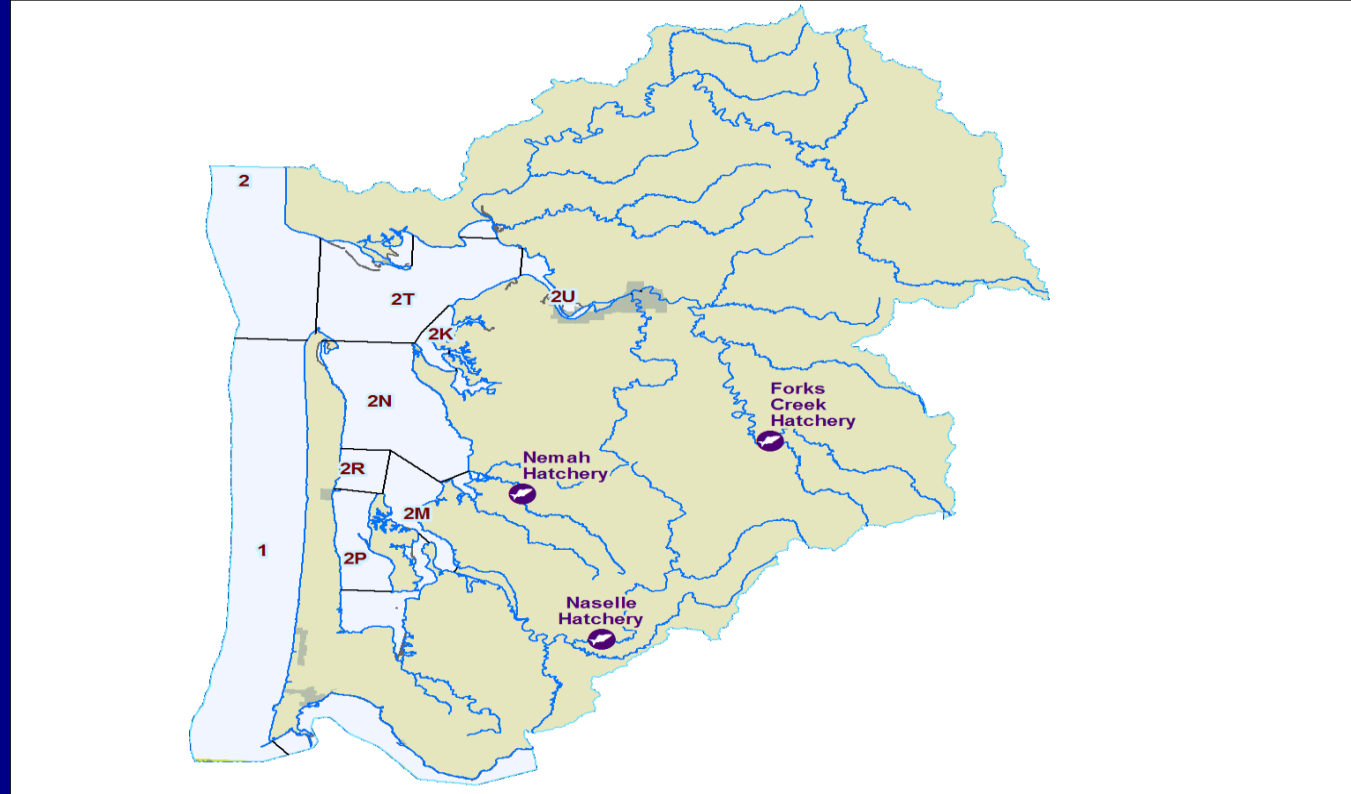 2
2T
2U
2K
2N
Forks
Creek
Hatchery
Nemah
Hatchery
2R
2M
1
2P
Naselle
Hatchery